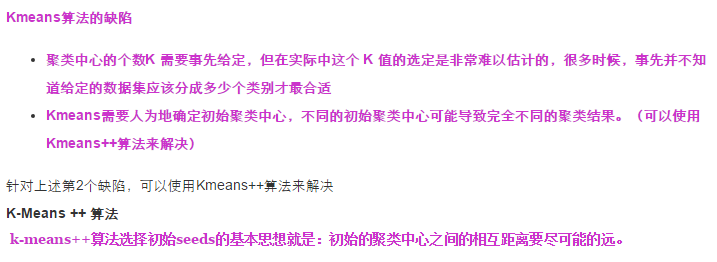 Kmeans算法的缺陷
聚类中心的个数K 需要事先给定，但在实际中这个 K 值的选定是非常难以估计的，很多时候，事先并不知
道给定的数据集应该分成多少个类别才最合适
Kmeans需要人为地确定初始聚类中心，不同的初始聚类中心可能导致完全不同的聚类结果。（可以使用
Kmeans++算法来解决）
针对上述第2个缺陷，可以使用Kmeans++算法来解决
K-Means ++ 算法
k-means++算法选择初始seeds的基本思想就是：初始的聚类中心之间的相互距离要尽可能的远。